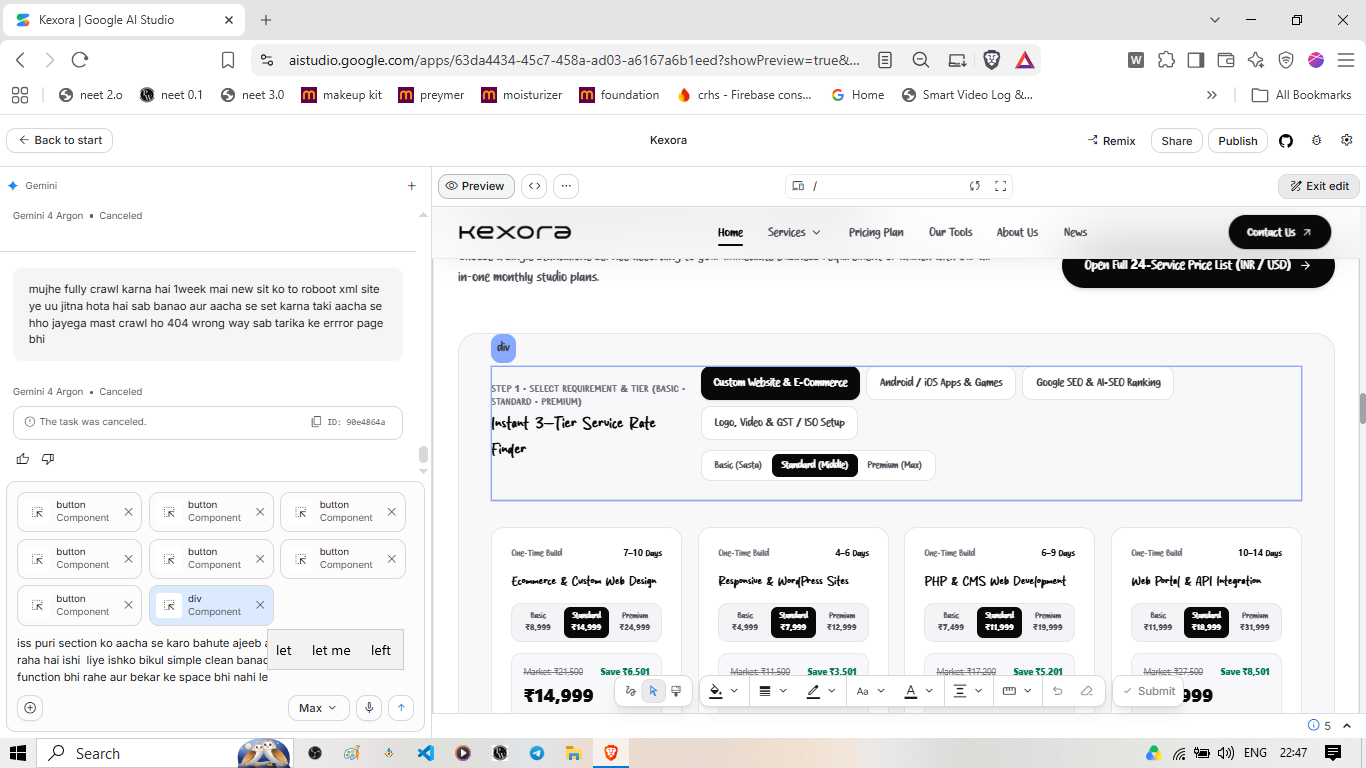 Kexora | Google AI Studio
aistudio.google.com/apps/63da4434-45c7-458a-ad03-a6167a6b1eed?showPreview=true&...
neet 2.o
neet 0.1
neet 3.0
makeup kit
preymer
moisturizer
foundation
crhs - Firebase cons...
Home
Smart Video Log &...
All Bookmarks
Back to start
Kexora
Remix
Share
Publish
Gemini
Gemini 4 Argon • Canceled
mujhe fully crawl karna hai 1week mai new sit ko to roboot xml site
ye uu jitna hota hai sab banao aur aacha se set karna taki aacha se
hho jayega mast crawl ho 404 wrong way sab tarika ke errror page
bhi
Gemini 4 Argon • Canceled
The task was canceled.
ID: 90e4864a
button
Component
button
Component
button
Component
button
Component
button
Component
button
Component
button
Component
div
Component
iss puri section ko aacha se karo bahute ajeeb
raha hai ishi liye ishko bikul simple clean banao
function bhi rahe aur bekar ke space bhi nahi le
let
let me
left
Max
Preview
/
Exit edit
Kexora
Home
Services
Pricing Plan
Our Tools
About Us
News
Contact Us
in-one monthly studio plans.
Open Full 24-Service Price List (INR / USD)
div
STEP 1 • SELECT REQUIREMENT & TIER (BASIC •
STANDARD • PREMIUM)
Instant 3-Tier Service Rate
Finder
Custom Website & E-Commerce
Android / iOS Apps & Games
Google SEO & AI-SEO Ranking
Logo, Video & GST / ISO Setup
Basic (Sasta)
Standard (Middle)
Premium (Max)
One-Time Build
7-10 Days
Ecommerce & Custom Web Design
Basic
₹8,999
Standard
₹14,999
Premium
₹24,999
Market: ₹21,500
Save ₹6,501
₹14,999
One-Time Build
4-6 Days
Responsive & WordPress Sites
Basic
₹4,999
Standard
₹7,999
Premium
₹12,999
Market: ₹11,500
Save ₹3,501
One-Time Build
6-9 Days
PHP & CMS Web Development
Basic
₹7,499
Standard
₹11,999
Premium
₹19,999
Market: ₹17,200
Save ₹5,201
One-Time Build
10-14 Days
Web Portal & API Integration
Basic
₹11,999
Standard
₹18,999
Premium
₹31,999
Market: ₹27,500
Save ₹8,501
999
Aa
A
Submit
5
Search
ENG
22:47